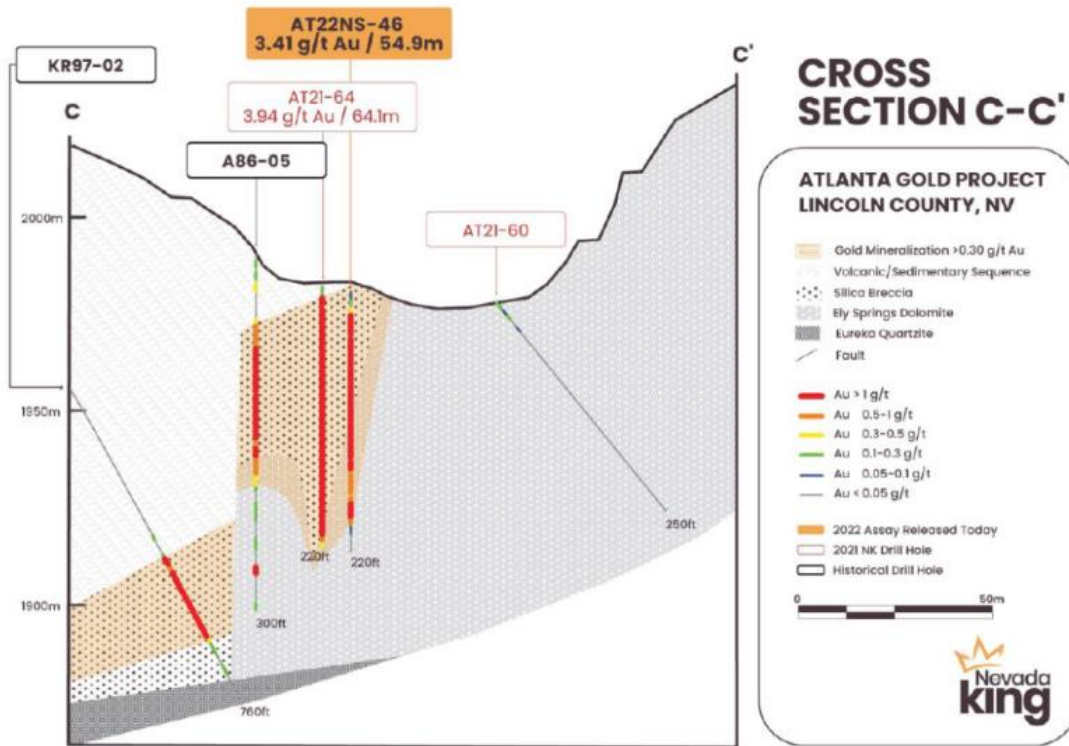 AT22NS-46
3.41 g/t Au / 54.9m
KR97-02
C
C'
AT21-64
3.94 g/t Au / 64.1m
A86-05
AT21-60
2000m
1950m
1900m
250ft
220ft
220ft
300ft
760ft
CROSS
SECTION C-C'
ATLANTA GOLD PROJECT
LINCOLN COUNTY, NV
Gold Mineralization >0.30 g/t Au
Volcanic/Sedimentary Sequence
Silica Breccia
Ely Springs Dolomite
Eureka Quartzite
Fault
Au > 1 g/t
Au 0.5-1 g/t
Au 0.3-0.5 g/t
Au 0.1-0.3 g/t
Au 0.05-0.1 g/t
Au < 0.05 g/t
2022 Assay Released Today
2021 NK Drill Hole
Historical Drill Hole
0 50m
Nevada
king